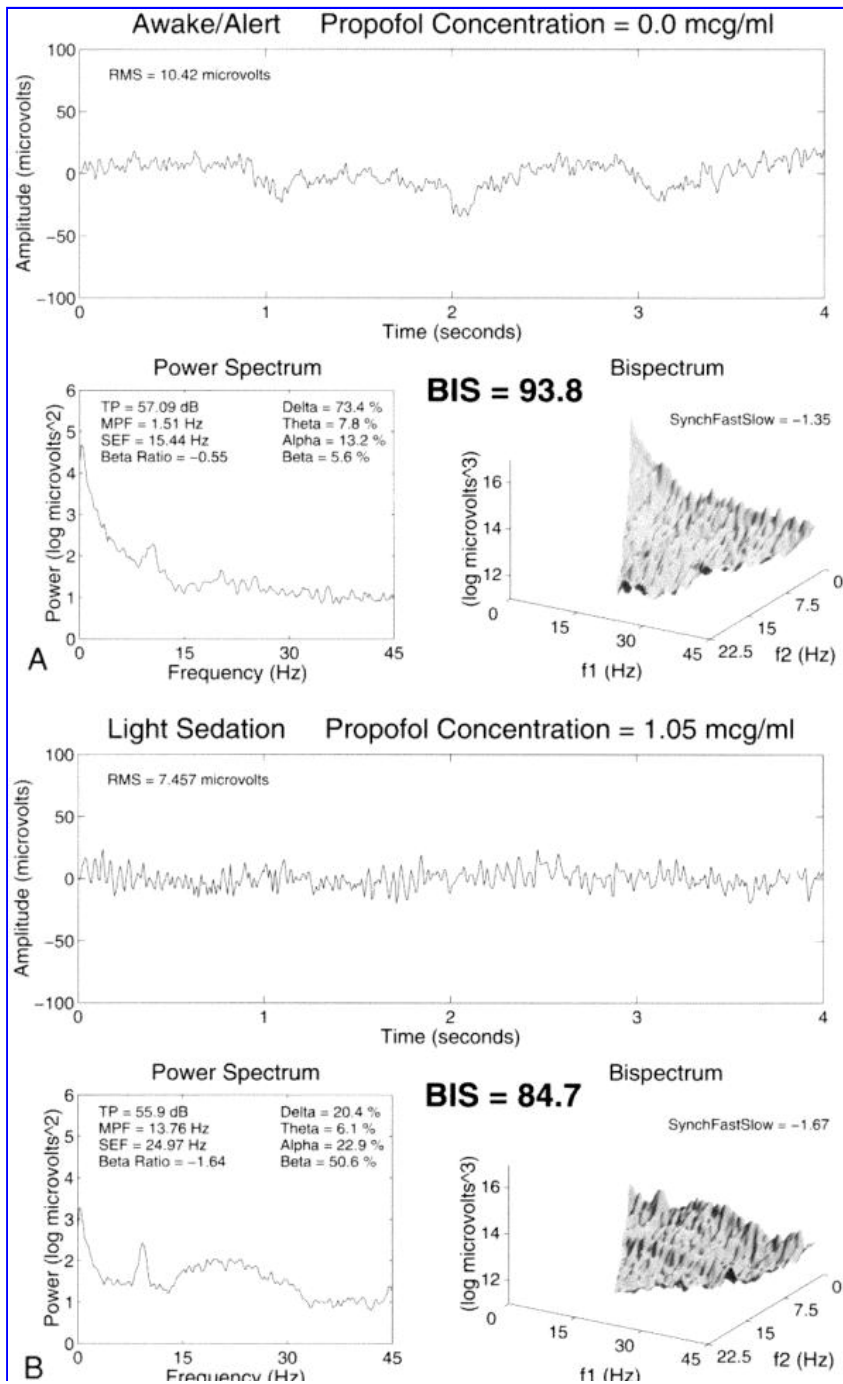 Awake/Alert Propofol Concentration = 0.0 mcg/ml
RMS = 10.42 microvolts
Amplitude (microvolts)
100
50
0
−50
−100
0 1 2 3 4
Time (seconds)
Power Spectrum
BIS = 93.8
Bispectrum
TP = 57.09 dB Delta = 73.4 %
MPF = 1.51 Hz Theta = 7.8 %
SEF = 15.44 Hz Alpha = 13.2 %
Beta Ratio = −0.55 Beta = 5.6 %
Power (log microvolts^2)
6
5
4
3
2
1
0
0 15 30 45
Frequency (Hz)
SynchFastSlow = −1.35
(log microvolts^3)
16
14
12
0 15 30 45
f1 (Hz)
22.5 15 7.5 0
f2 (Hz)
A
Light Sedation Propofol Concentration = 1.05 mcg/ml
RMS = 7.457 microvolts
Amplitude (microvolts)
100
50
0
−50
−100
0 1 2 3 4
Time (seconds)
Power Spectrum
BIS = 84.7
Bispectrum
TP = 55.9 dB Delta = 20.4 %
MPF = 13.76 Hz Theta = 6.1 %
SEF = 24.97 Hz Alpha = 22.9 %
Beta Ratio = −1.64 Beta = 50.6 %
Power (log microvolts^2)
6
5
4
3
2
1
0
0 15 30 45
Frequency (Hz)
SynchFastSlow = −1.67
(log microvolts^3)
16
14
12
0 15 30 45
f1 (Hz)
22.5 15 7.5 0
f2 (Hz)
B